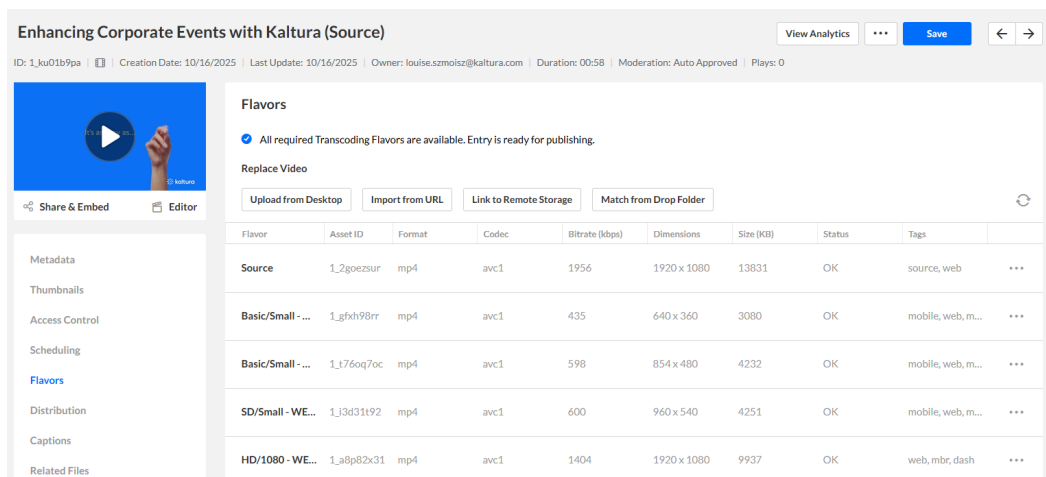 Enhancing Corporate Events with Kaltura (Source)
View Analytics
Save
ID: 1_ku01b9pa | Creation Date: 10/16/2025 | Last Update: 10/16/2025 | Owner: louise.szmoisz@kaltura.com | Duration: 00:58 | Moderation: Auto Approved | Plays: 0
kaltura
Share & Embed
Editor
Metadata
Thumbnails
Access Control
Scheduling
Flavors
Distribution
Captions
Related Files
Flavors
All required Transcoding Flavors are available. Entry is ready for publishing.
Replace Video
Upload from Desktop Import from URL Link to Remote Storage Match from Drop Folder
Flavor Asset ID Format Codec Bitrate (kbps) Dimensions Size (KB) Status Tags
Source 1_2goezsur mp4 avc1 1956 1920 x 1080 13831 OK source, web
Basic/Small - ... 1_gfxh98rr mp4 avc1 435 640 x 360 3080 OK mobile, web, m...
Basic/Small - ... 1_t76oq7oc mp4 avc1 598 854 x 480 4232 OK mobile, web, m...
SD/Small - WE... 1_i3d31t92 mp4 avc1 600 960 x 540 4251 OK mobile, web, m...
HD/1080 - WE... 1_a8p82x31 mp4 avc1 1404 1920 x 1080 9937 OK web, mbr, dash